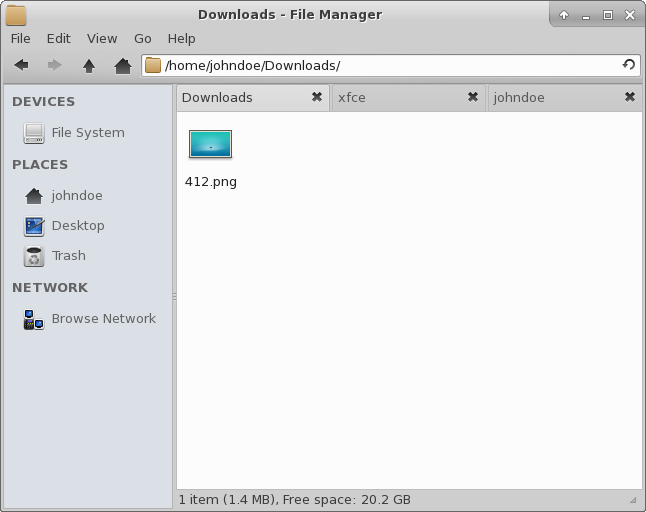 Downloads - File Manager
File Edit View Go Help
/home/johndoe/Downloads/
DEVICES
File System
PLACES
johndoe
Desktop
Trash
NETWORK
Browse Network
Downloads xfce johndoe
412.png
1 item (1.4 MB), Free space: 20.2 GB